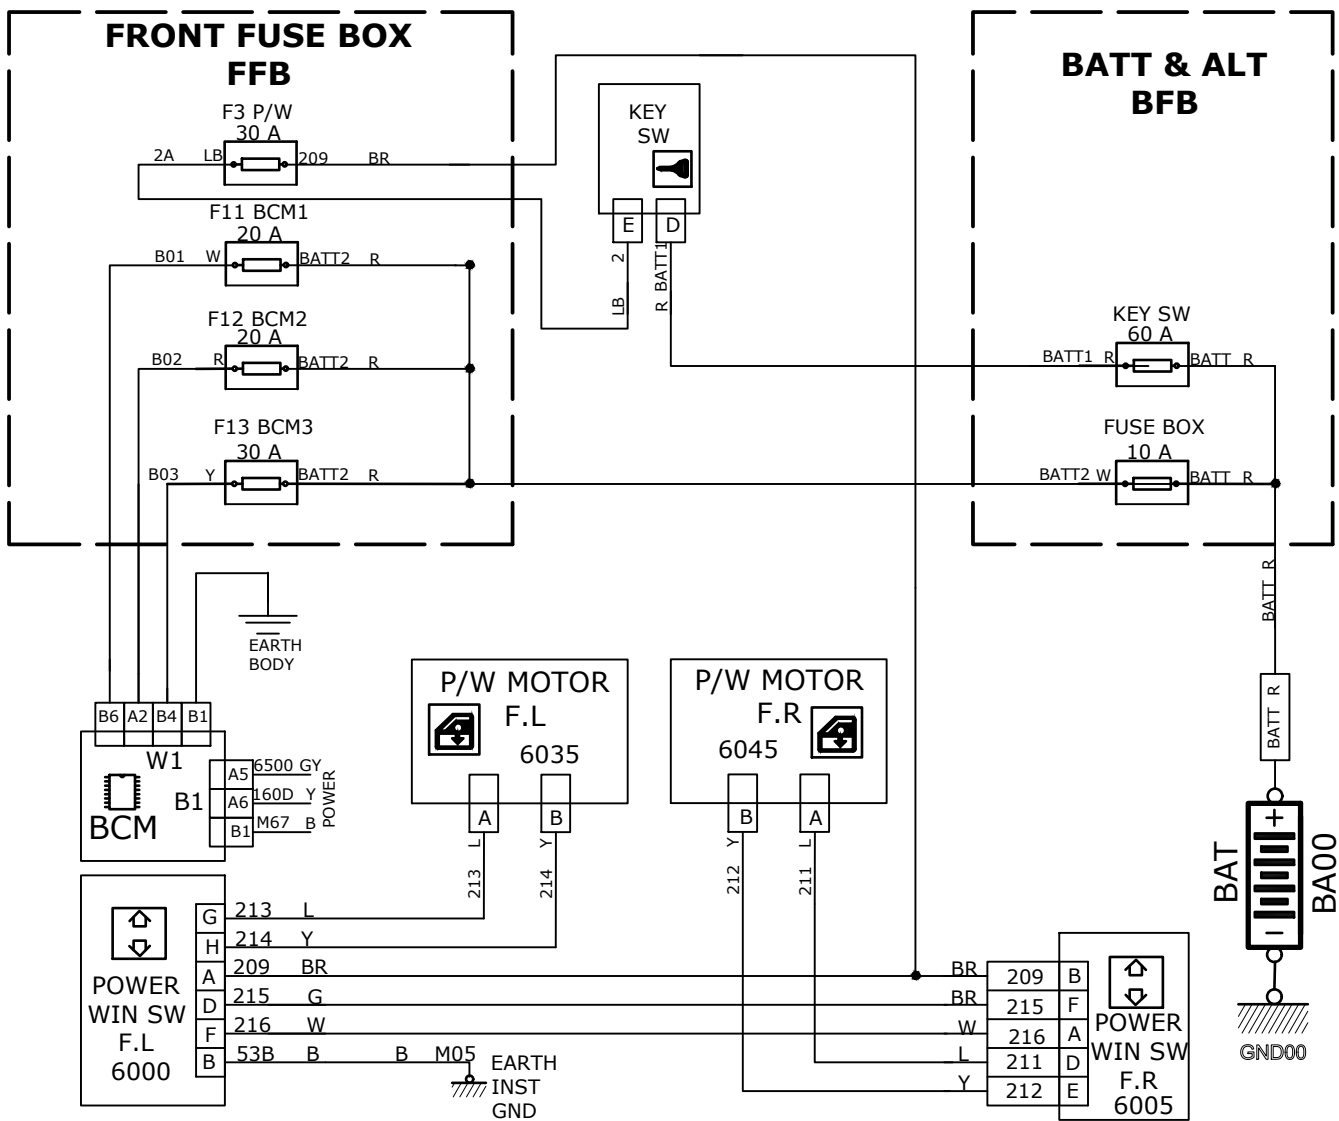 FRONT FUSE BOX
FFB
BATT & ALT
BFB
F3 P/W
30 A
2A LB 209 BR
F11 BCM1
20 A
B01 W BATT2 R
F12 BCM2
20 A
B02 R BATT2 R
F13 BCM3
30 A
B03 Y BATT2 R
KEY
SW
E D
LB 2
R BATT1
KEY SW
60 A
BATT1 R BATT R
FUSE BOX
10 A
BATT2 W BATT R
BATT R
BATT R
EARTH
BODY
B6 A2 B4 B1
W1
B1
BCM
A5 6500 GY
A6 160D Y
B1 M67 B
POWER
P/W MOTOR
F.L
6035
A B
213 L
214 Y
P/W MOTOR
F.R
6045
B A
212 Y
211 L
BAT
+
−
BA00
GND00
POWER
WIN SW
F.L
6000
G 213 L
H 214 Y
A 209 BR
D 215 G
F 216 W
B 53B B B M05
EARTH
INST
GND
BR 209 B
BR 215 F
W 216 A
L 211 D
Y 212 E
POWER
WIN SW
F.R
6005